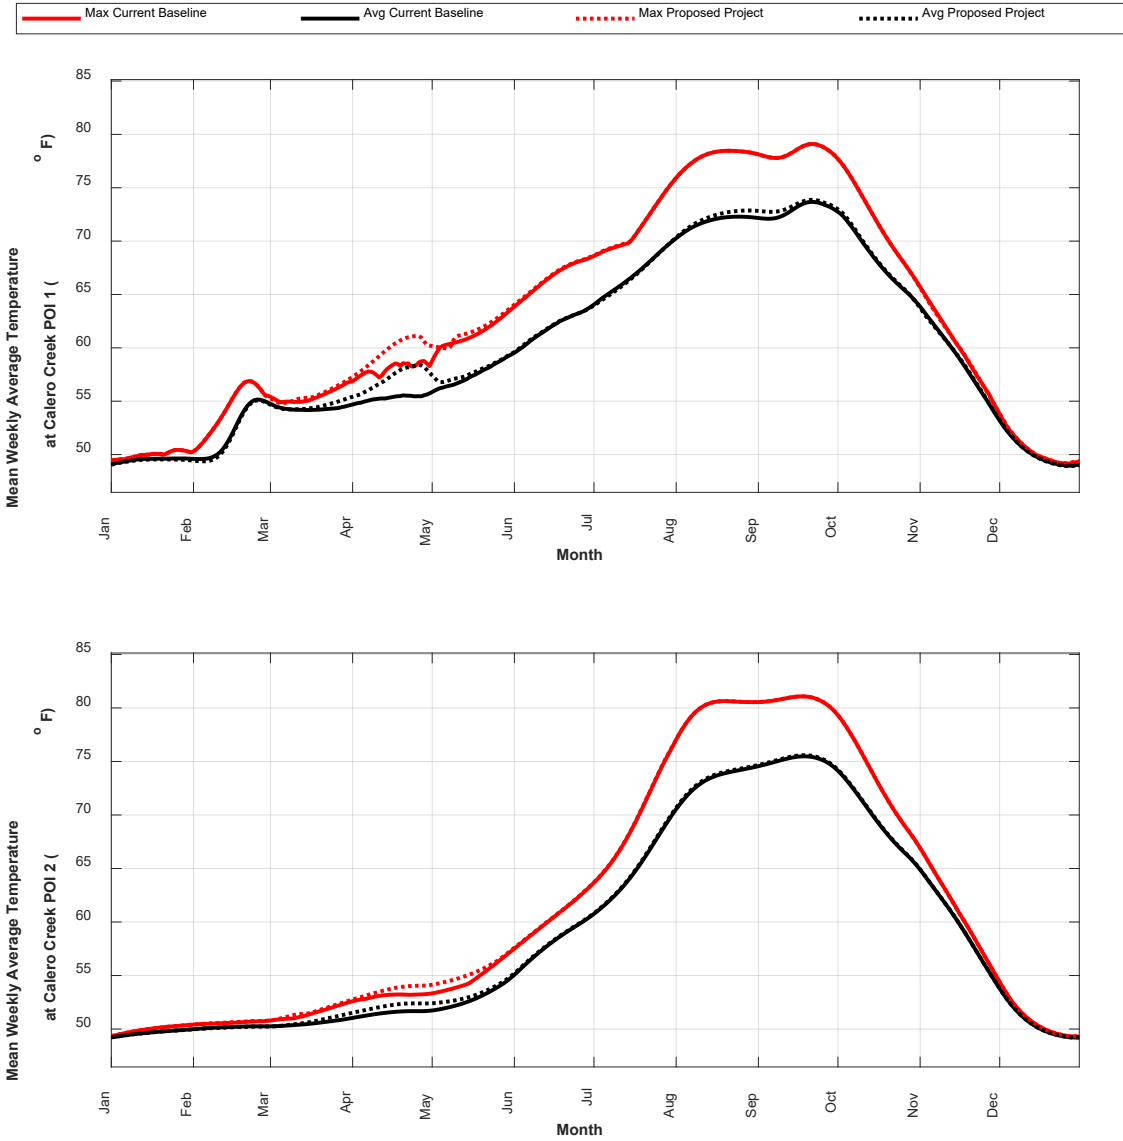 Max Current Baseline Avg Current Baseline Max Proposed Project Avg Proposed Project
Mean Weekly Average Temperature
at Calero Creek POI 1 (
o F)
85
80
75
70
65
60
55
50
Jan Feb Mar Apr May Jun Jul Aug Sep Oct Nov Dec
Month
Mean Weekly Average Temperature
at Calero Creek POI 2 (
o F)
85
80
75
70
65
60
55
50
Jan Feb Mar Apr May Jun Jul Aug Sep Oct Nov Dec
Month